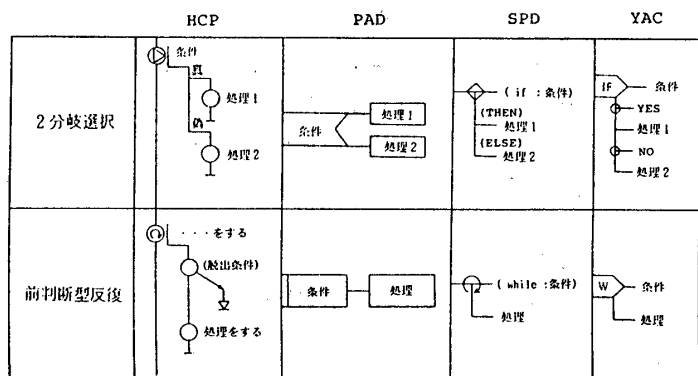 HCP PAD SPD YAC
2分岐選択
条件
真
処理1
偽
処理2
条件
処理1
処理2
(if :条件)
(THEN)
処理1
(ELSE)
処理2
IF 条件
YES
処理1
NO
処理2
前判断型反復
・・・をする
(脱出条件)
処理をする
条件 処理
(while :条件)
処理
W 条件
処理